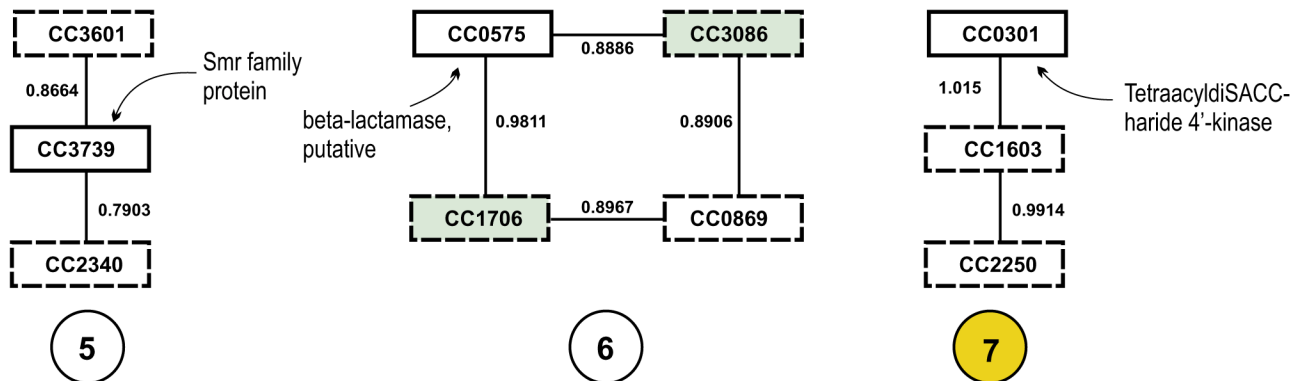 CC3601
0.8664
Smr family
protein
CC3739
0.7903
CC2340
5
CC0575
0.8886
CC3086
beta-lactamase,
putative
0.9811
0.8906
CC1706
0.8967
CC0869
6
CC0301
1.015
TetraacyldiSACC-
haride 4'-kinase
CC1603
0.9914
CC2250
7